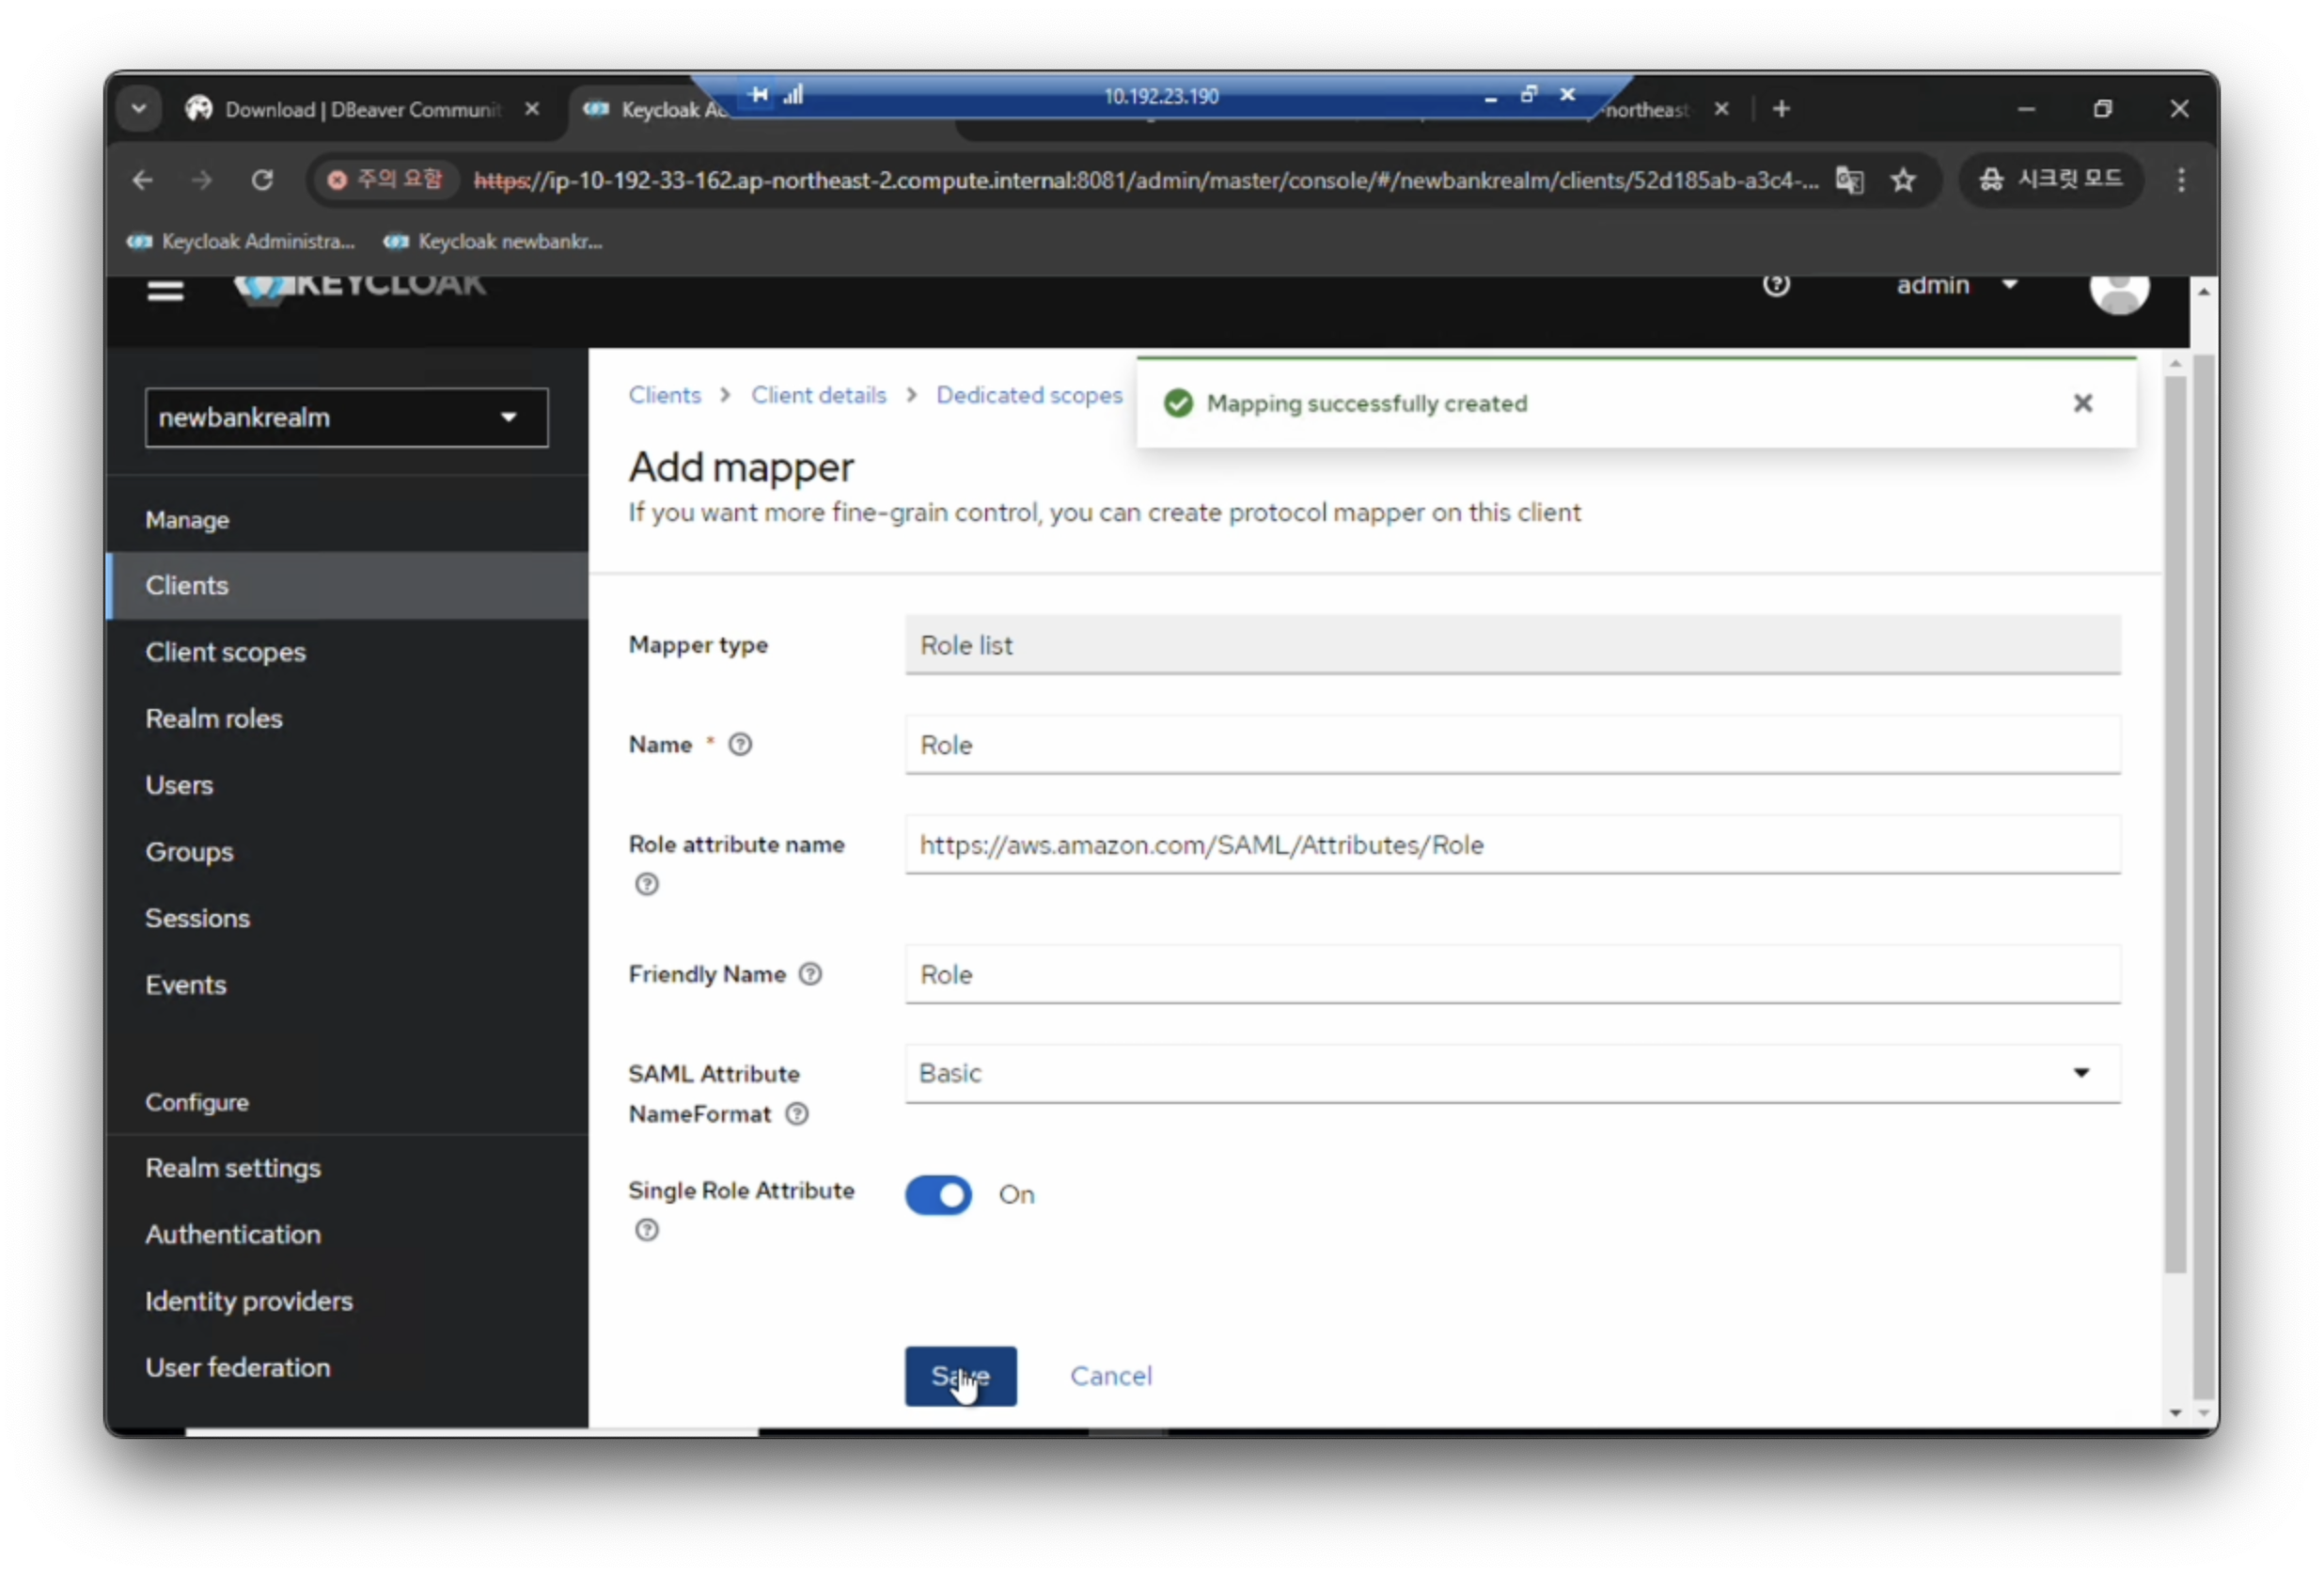 10.192.23.190
Download | DBeaver Communit
Keycloak Ad
-northeast
주의 요함
https://ip-10-192-33-162.ap-northeast-2.compute.internal:8081/admin/master/console/#/newbankrealm/clients/52d185ab-a3c4-...
시크릿 모드
Keycloak Administra...
Keycloak newbankr...
KEYCLOAK
admin
newbankrealm
Manage
Clients
Client scopes
Realm roles
Users
Groups
Sessions
Events
Configure
Realm settings
Authentication
Identity providers
User federation
Clients > Client details > Dedicated scopes
Mapping successfully created
Add mapper
If you want more fine-grain control, you can create protocol mapper on this client
Mapper type
Role list
Name *
Role
Role attribute name
https://aws.amazon.com/SAML/Attributes/Role
Friendly Name
Role
SAML Attribute
NameFormat
Basic
Single Role Attribute
On
Save
Cancel